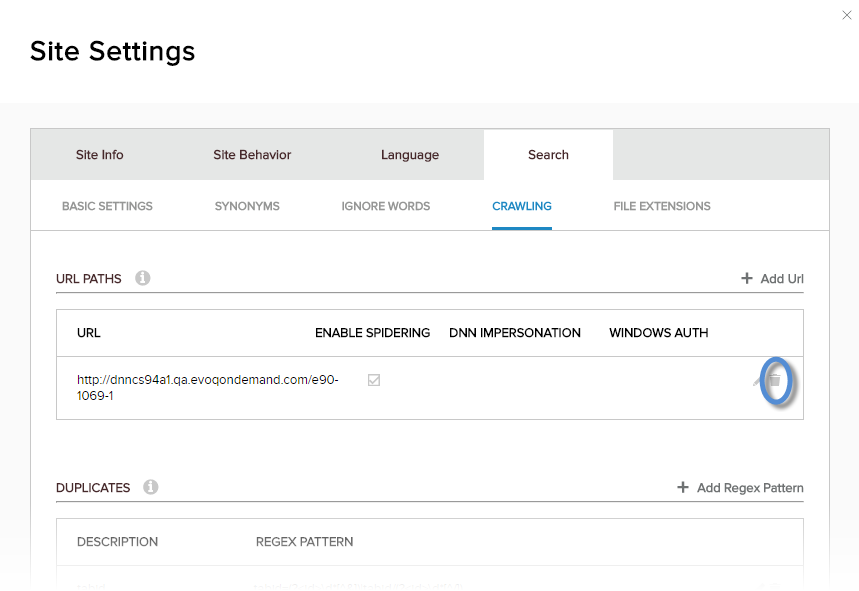 Site Settings
Site Info Site Behavior Language Search
BASIC SETTINGS SYNONYMS IGNORE WORDS CRAWLING FILE EXTENSIONS
URL PATHS + Add Url
URL ENABLE SPIDERING DNN IMPERSONATION WINDOWS AUTH
http://dnncs94a1.qa.evoqondemand.com/e90-
1069-1
DUPLICATES + Add Regex Pattern
DESCRIPTION REGEX PATTERN